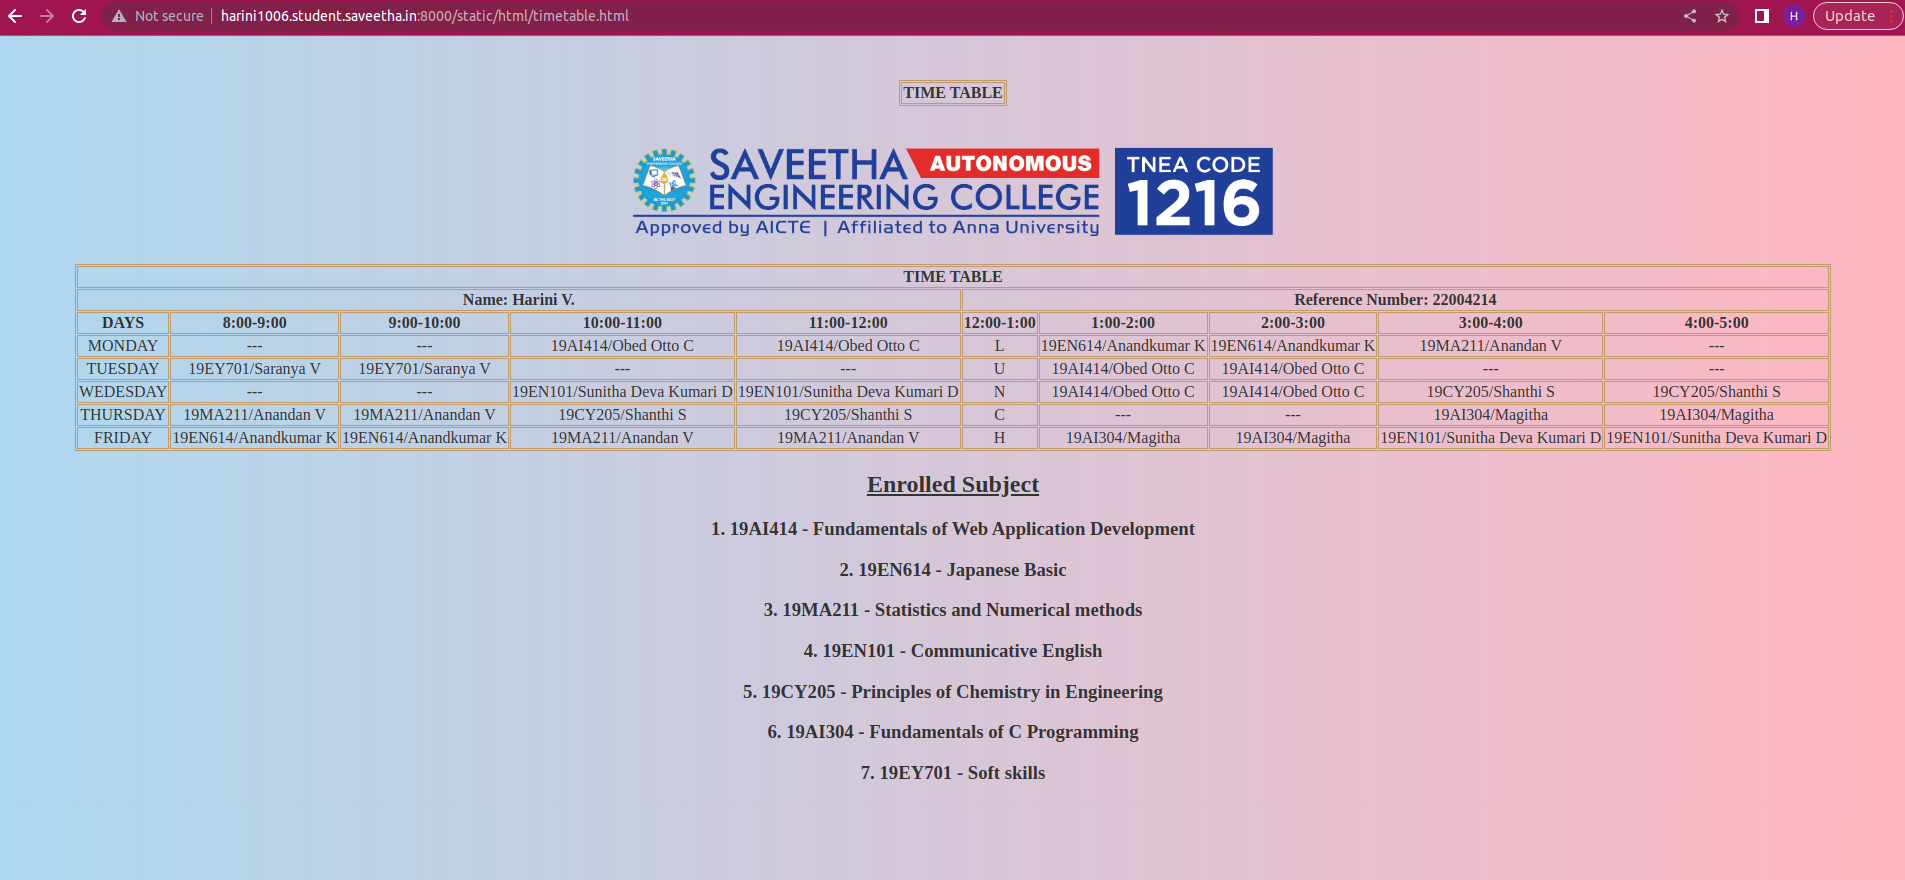 Not secure | harini1006.student.saveetha.in:8000/static/html/timetable.html H Update
TIME TABLE
SAVEETHA AUTONOMOUS
ENGINEERING COLLEGE
Approved by AICTE | Affiliated to Anna University
TNEA CODE
1216
TIME TABLE
Name: Harini V. Reference Number: 22004214
DAYS 8:00-9:00 9:00-10:00 10:00-11:00 11:00-12:00 12:00-1:00 1:00-2:00 2:00-3:00 3:00-4:00 4:00-5:00
MONDAY --- --- 19AI414/Obed Otto C 19AI414/Obed Otto C L 19EN614/Anandkumar K 19EN614/Anandkumar K 19MA211/Anandan V ---
TUESDAY 19EY701/Saranya V 19EY701/Saranya V --- --- U 19AI414/Obed Otto C 19AI414/Obed Otto C --- ---
WEDESDAY --- --- 19EN101/Sunitha Deva Kumari D 19EN101/Sunitha Deva Kumari D N 19AI414/Obed Otto C 19AI414/Obed Otto C 19CY205/Shanthi S 19CY205/Shanthi S
THURSDAY 19MA211/Anandan V 19MA211/Anandan V 19CY205/Shanthi S 19CY205/Shanthi S C --- --- 19AI304/Magitha 19AI304/Magitha
FRIDAY 19EN614/Anandkumar K 19EN614/Anandkumar K 19MA211/Anandan V 19MA211/Anandan V H 19AI304/Magitha 19AI304/Magitha 19EN101/Sunitha Deva Kumari D 19EN101/Sunitha Deva Kumari D
Enrolled Subject
1. 19AI414 - Fundamentals of Web Application Development
2. 19EN614 - Japanese Basic
3. 19MA211 - Statistics and Numerical methods
4. 19EN101 - Communicative English
5. 19CY205 - Principles of Chemistry in Engineering
6. 19AI304 - Fundamentals of C Programming
7. 19EY701 - Soft skills